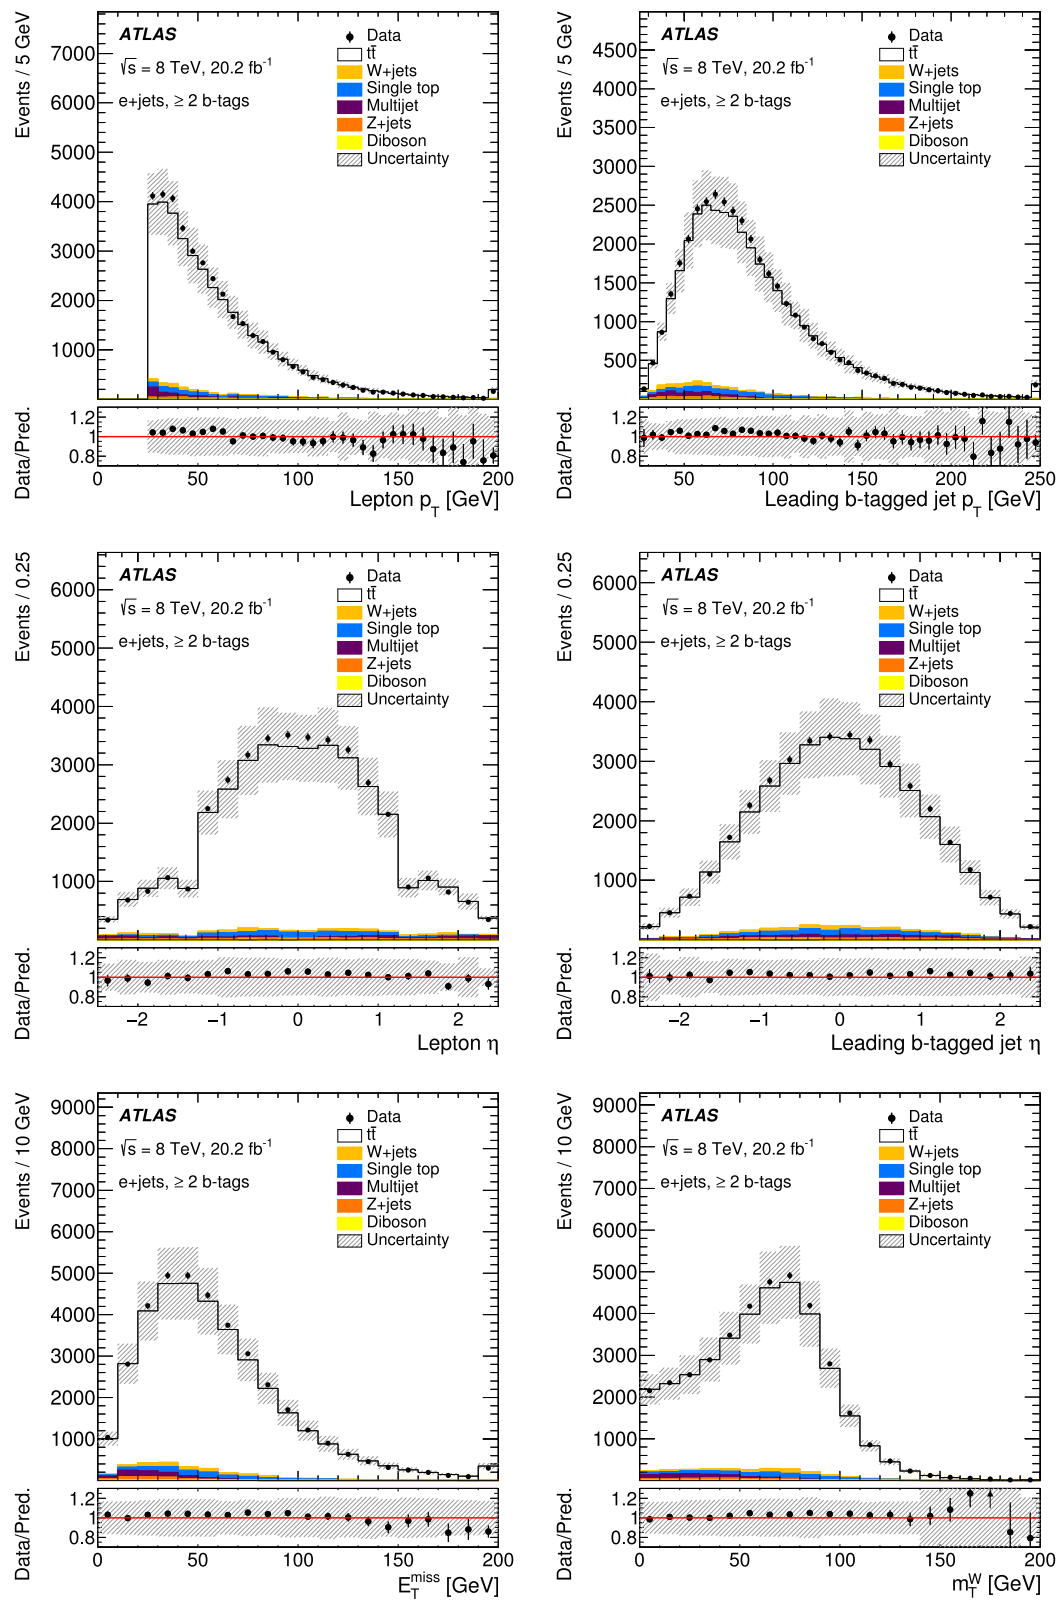 Events / 5 GeV
7000
6000
5000
4000
3000
2000
1000
ATLAS
√s = 8 TeV, 20.2 fb⁻¹
e+jets, ≥ 2 b-tags
Data
tt̄
W+jets
Single top
Multijet
Z+jets
Diboson
Uncertainty
Data/Pred.
1.2
1
0.8
0 50 100 150 200
Lepton p_T [GeV]
Events / 5 GeV
4500
4000
3500
3000
2500
2000
1500
1000
500
ATLAS
√s = 8 TeV, 20.2 fb⁻¹
e+jets, ≥ 2 b-tags
Data
tt̄
W+jets
Single top
Multijet
Z+jets
Diboson
Uncertainty
Data/Pred.
1.2
1
0.8
50 100 150 200 250
Leading b-tagged jet p_T [GeV]
Events / 0.25
6000
5000
4000
3000
2000
1000
ATLAS
√s = 8 TeV, 20.2 fb⁻¹
e+jets, ≥ 2 b-tags
Data
tt̄
W+jets
Single top
Multijet
Z+jets
Diboson
Uncertainty
Data/Pred.
1.2
1
0.8
−2 −1 0 1 2
Lepton η
Events / 0.25
6000
5000
4000
3000
2000
1000
ATLAS
√s = 8 TeV, 20.2 fb⁻¹
e+jets, ≥ 2 b-tags
Data
tt̄
W+jets
Single top
Multijet
Z+jets
Diboson
Uncertainty
Data/Pred.
1.2
1
0.8
−2 −1 0 1 2
Leading b-tagged jet η
Events / 10 GeV
9000
8000
7000
6000
5000
4000
3000
2000
1000
ATLAS
√s = 8 TeV, 20.2 fb⁻¹
e+jets, ≥ 2 b-tags
Data
tt̄
W+jets
Single top
Multijet
Z+jets
Diboson
Uncertainty
Data/Pred.
1.2
1
0.8
0 50 100 150 200
E_T^miss [GeV]
Events / 10 GeV
9000
8000
7000
6000
5000
4000
3000
2000
1000
ATLAS
√s = 8 TeV, 20.2 fb⁻¹
e+jets, ≥ 2 b-tags
Data
tt̄
W+jets
Single top
Multijet
Z+jets
Diboson
Uncertainty
Data/Pred.
1.2
1
0.8
0 50 100 150 200
m_T^W [GeV]